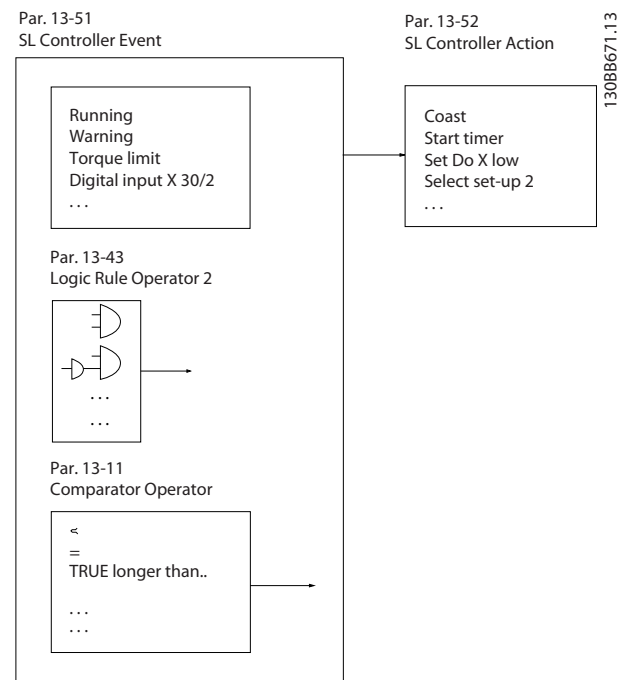 Par. 13-51
SL Controller Event
Par. 13-52
SL Controller Action
130BB671.13
Running
Warning
Torque limit
Digital input X 30/2
. . .
Coast
Start timer
Set Do X low
Select set-up 2
. . .
Par. 13-43
Logic Rule Operator 2
. . .
. . .
Par. 13-11
Comparator Operator
<
=
TRUE longer than..
. . .
. . .